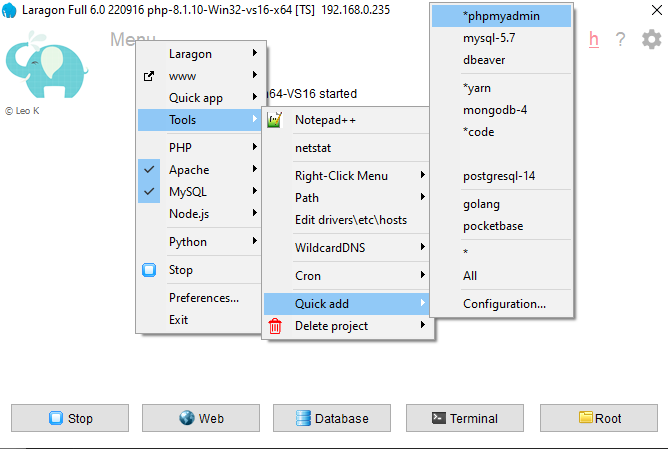 Laragon Full 6.0 220916 php-8.1.10-Win32-vs16-x64 [TS] 192.168.0.235
Menu
h ?
© Leo K
n64-VS16 started
Laragon
www
Quick app
Tools
PHP
Apache
MySQL
Node.js
Python
Stop
Preferences...
Exit
Notepad++
netstat
Right-Click Menu
Path
Edit drivers\etc\hosts
WildcardDNS
Cron
Quick add
Delete project
*phpmyadmin
mysql-5.7
dbeaver
*yarn
mongodb-4
*code
postgresql-14
golang
pocketbase
*
All
Configuration...
Stop
Web
Database
Terminal
Root